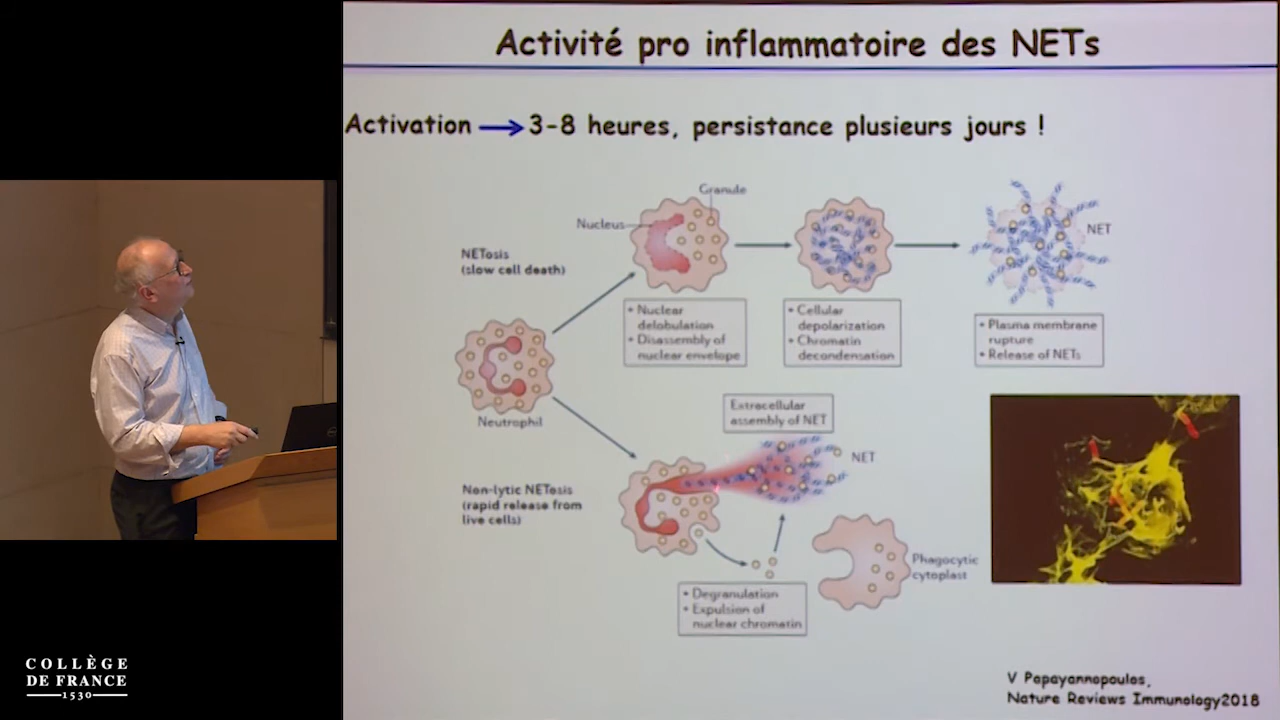 Activité pro inflammatoire des NETs
Activation → 3-8 heures, persistance plusieurs jours !
Granule
Nucleus
NET
NETosis
(slow cell death)
• Nuclear
delobulation
• Disassembly of
nuclear envelope
• Cellular
depolarization
• Chromatin
decondensation
• Plasma membrane
rupture
• Release of NETs
Neutrophil
Extracellular
assembly of NET
NET
Non-lytic NETosis
(rapid release from
live cells)
Phagocytic
cytoplast
• Degranulation
• Expulsion of
nuclear chromatin
COLLÈGE
DE FRANCE
1530
V Papayannopoulos,
Nature Reviews Immunology2018